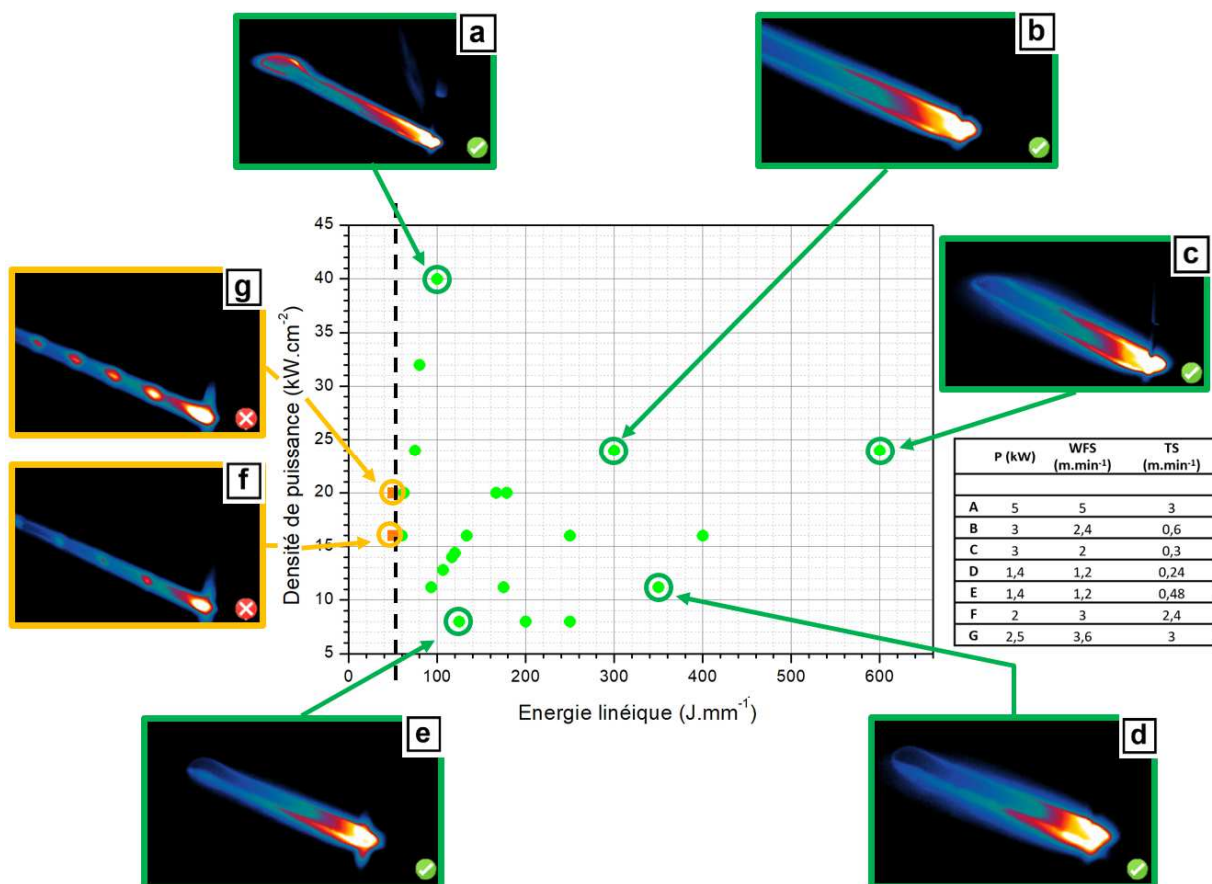 a
b
g
c
f
45
40
35
30
25
20
15
10
5
Densité de puissance (kW.cm-2)
0
100
200
300
400
500
600
Energie linéique (J.mm-1)
P (kW) WFS (m.min-1) TS (m.min-1)
A 5 5 3
B 3 2,4 0,6
C 3 2 0,3
D 1,4 1,2 0,24
E 1,4 1,2 0,48
F 2 3 2,4
G 2,5 3,6 3
e
d